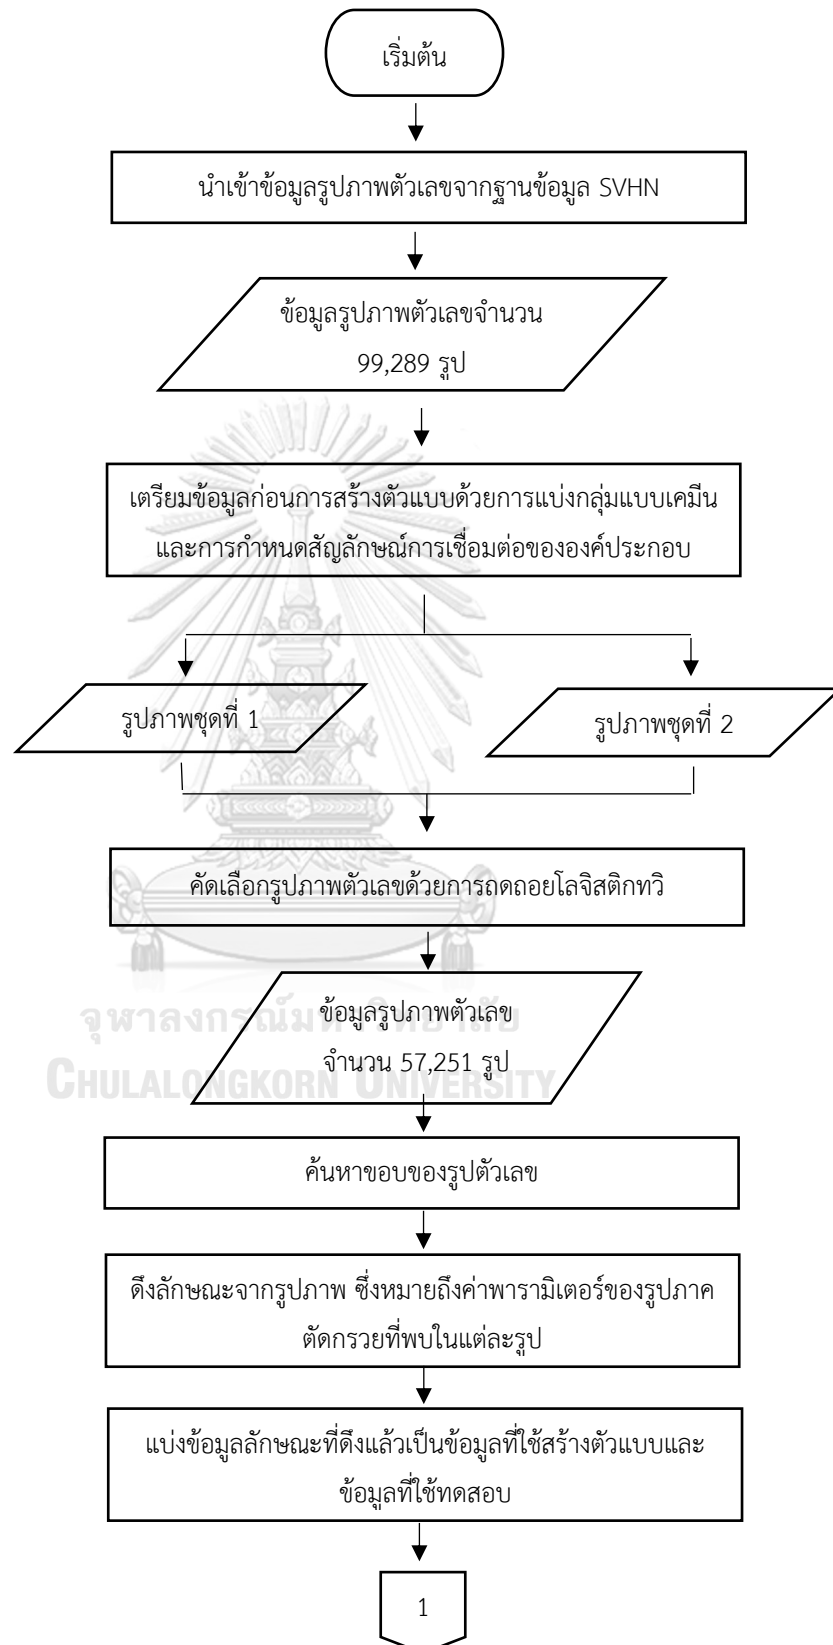 เริ่มต้น
นำเข้าข้อมูลรูปภาพตัวเลขจากฐานข้อมูล SVHN
ข้อมูลรูปภาพตัวเลขจำนวน
99,289 รูป
เตรียมข้อมูลก่อนการสร้างตัวแบบด้วยการแบ่งกลุ่มแบบเคมีน
และการกำหนดสัญลักษณ์การเชื่อมต่อขององค์ประกอบ
รูปภาพชุดที่ 1
รูปภาพชุดที่ 2
คัดเลือกรูปภาพตัวเลขด้วยการถดถอยโลจิสติกทวิ
ข้อมูลรูปภาพตัวเลข
จำนวน 57,251 รูป
จุฬาลงกรณ์มหาวิทยาลัย
CHULALONGKORN UNIVERSITY
ค้นหาขอบของรูปตัวเลข
ดึงลักษณะจากรูปภาพ ซึ่งหมายถึงค่าพารามิเตอร์ของรูปภาค
ตัดกรวยที่พบในแต่ละรูป
แบ่งข้อมูลลักษณะที่ดึงแล้วเป็นข้อมูลที่ใช้สร้างตัวแบบและ
ข้อมูลที่ใช้ทดสอบ
1